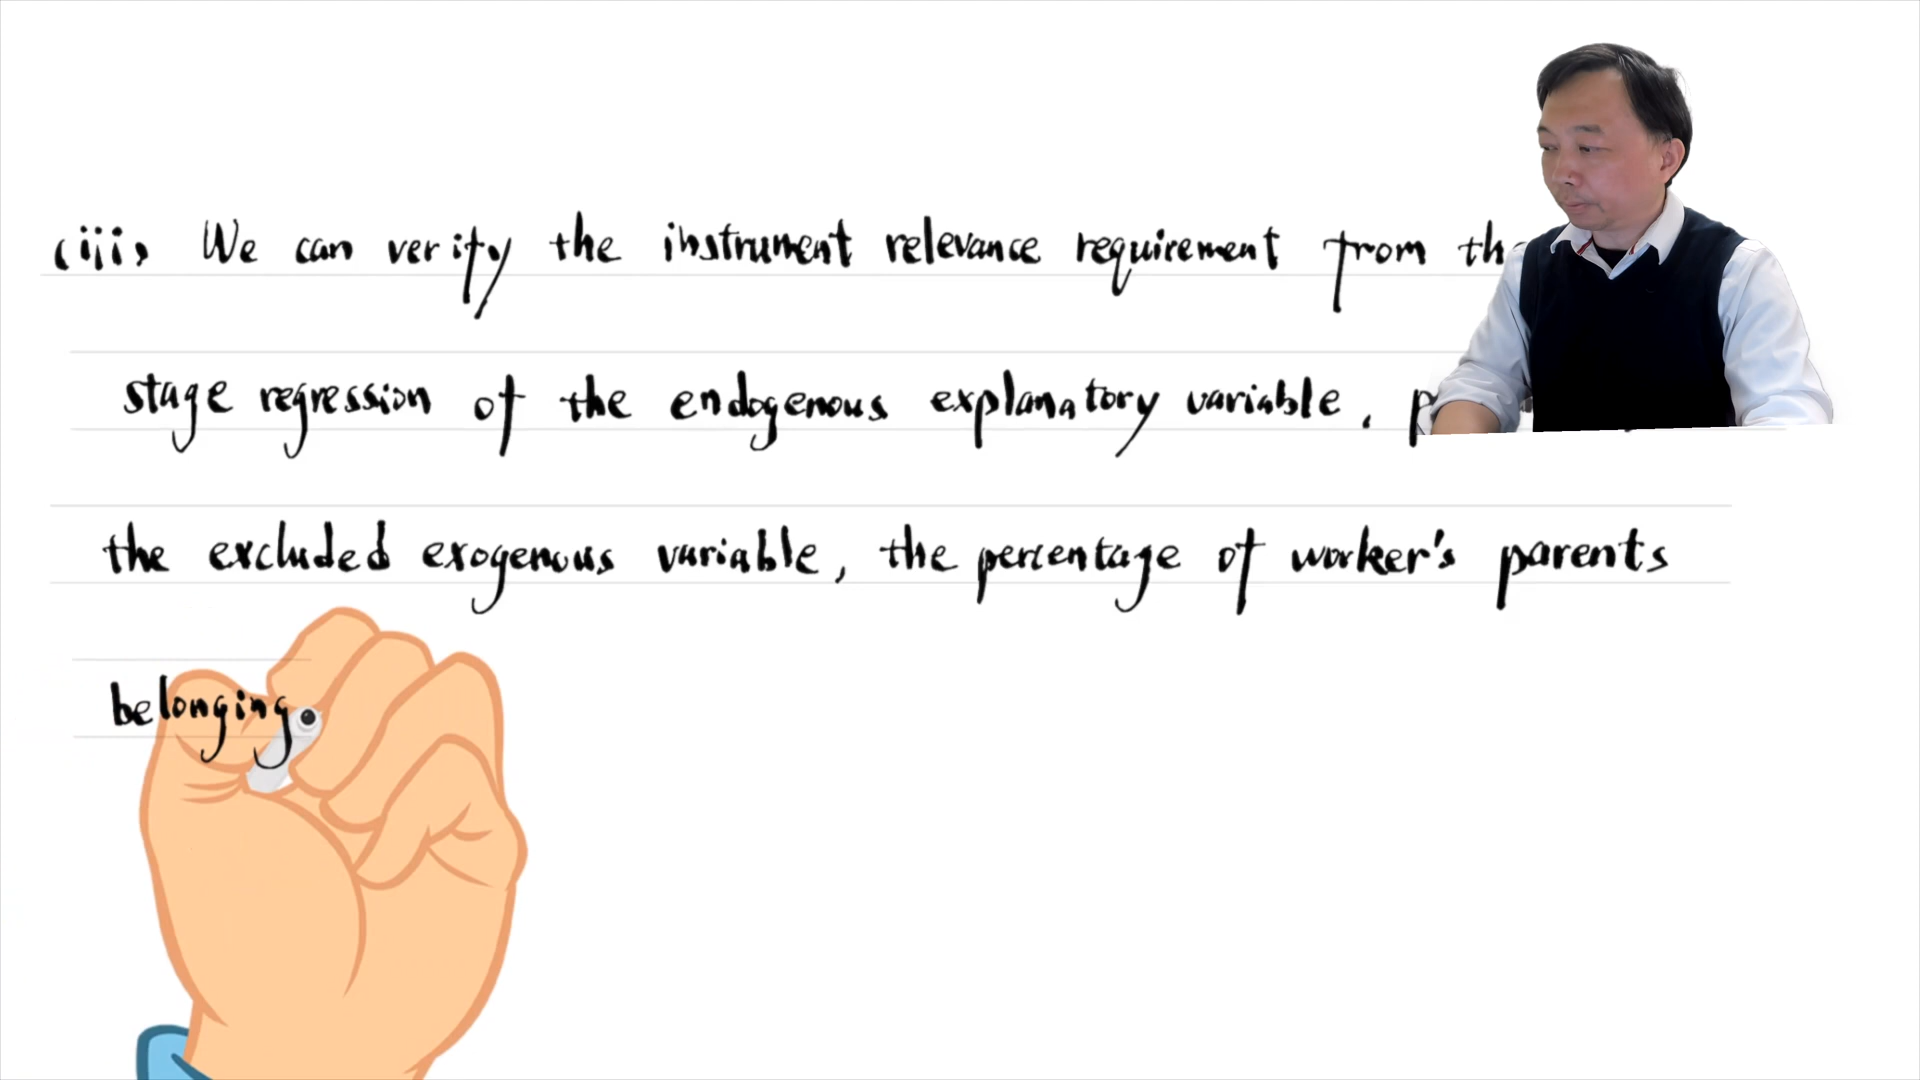 (iii) We can verify the instrument relevance requirement from
stage regression of the endogenous explanatory variable,
the excluded exogenous variable, the percentage of worker's parents
belonging